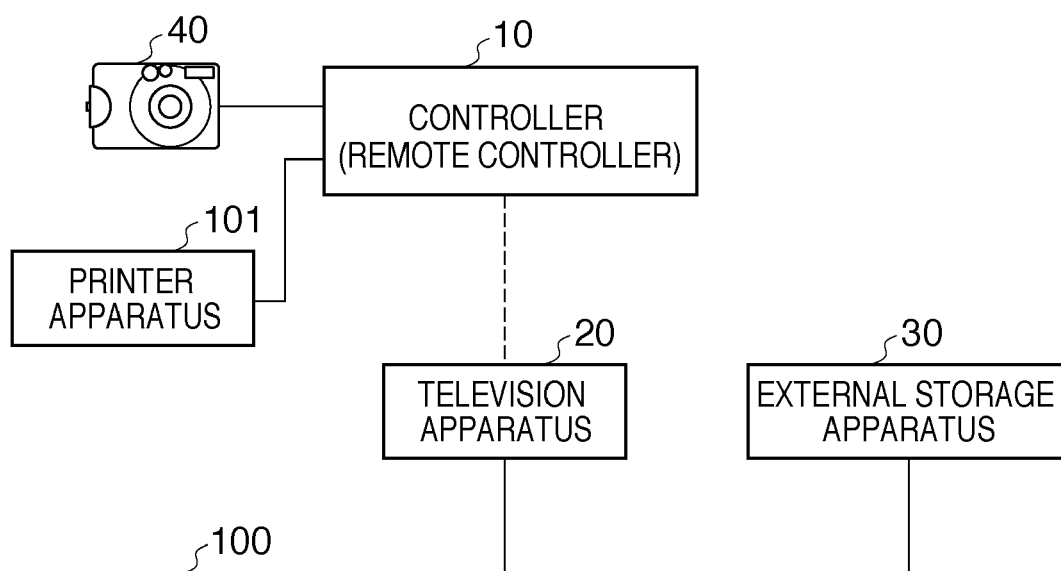 40
10
CONTROLLER
(REMOTE CONTROLLER)
101
PRINTER
APPARATUS
20
30
TELEVISION
APPARATUS
EXTERNAL STORAGE
APPARATUS
100